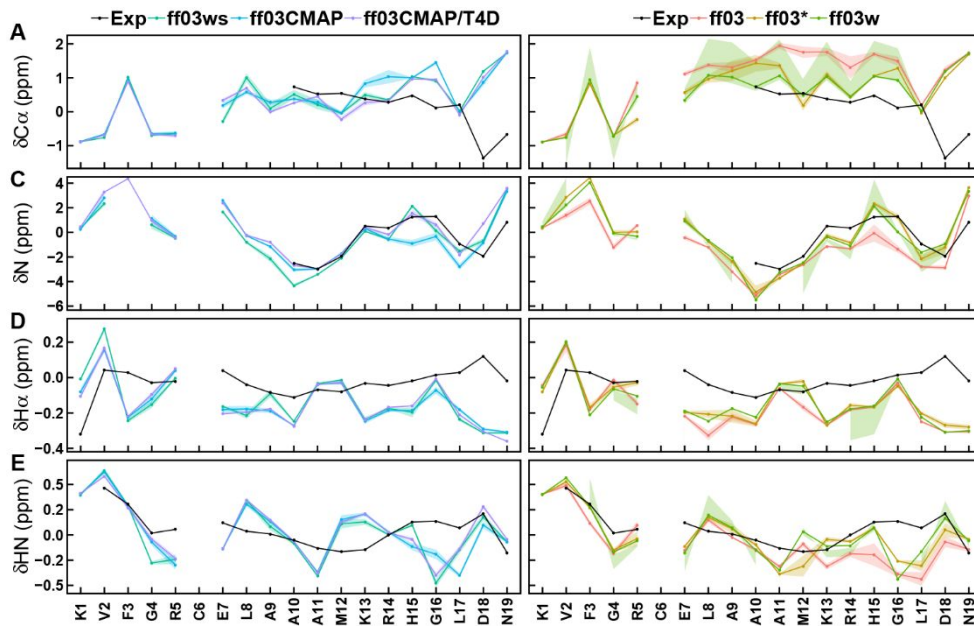 Exp ff03ws ff03CMAP ff03CMAP/T4D Exp ff03 ff03* ff03w
A
δCα (ppm)
2
1
0
−1
C
δN (ppm)
4
2
0
−2
−4
−6
D
δHα (ppm)
0.2
0.0
−0.2
−0.4
E
δHN (ppm)
0.5
0.2
0.0
−0.2
−0.5
K1 V2 F3 G4 R5 C6 E7 L8 A9 A10 A11 M12 K13 R14 H15 G16 L17 D18 N19 K1 V2 F3 G4 R5 C6 E7 L8 A9 A10 A11 M12 K13 R14 H15 G16 L17 D18 N19